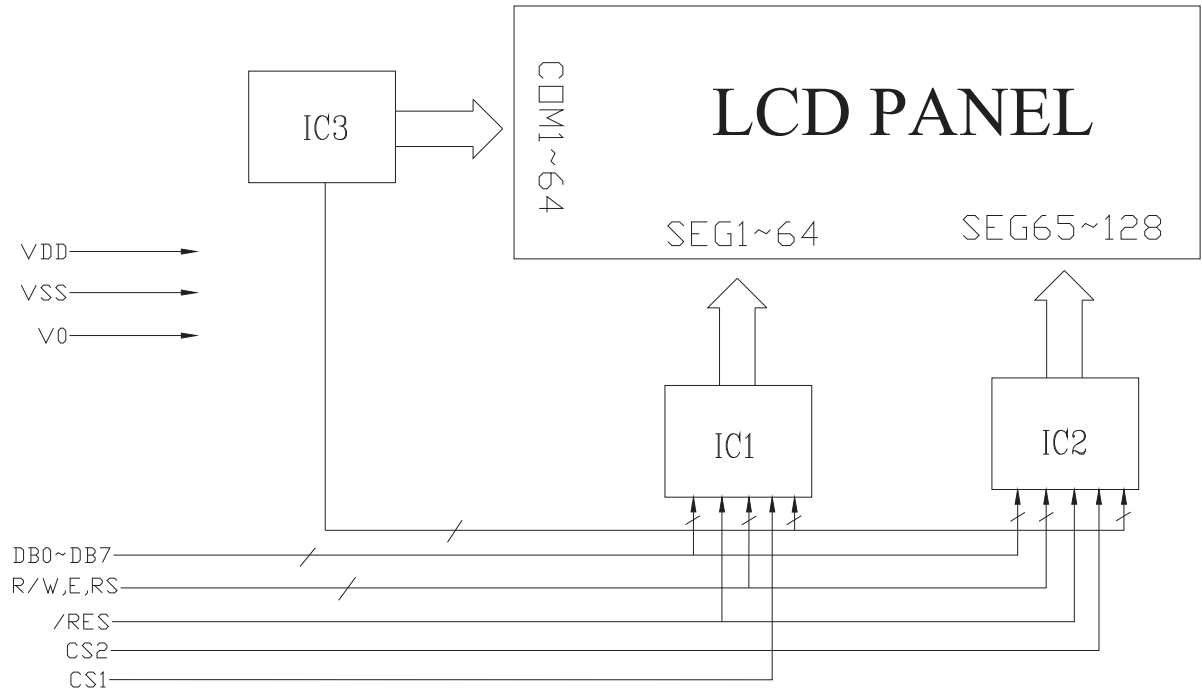 COM1~64
LCD PANEL
IC3
SEG1~64
SEG65~128
VDD
VSS
V0
IC1
IC2
DB0~DB7
R/W,E,RS
/RES
CS2
CS1